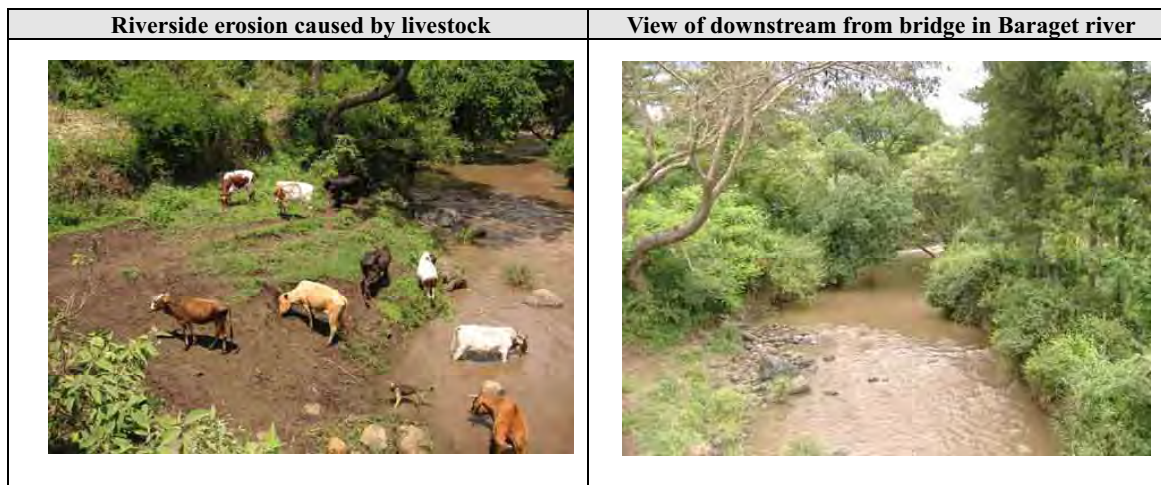 Riverside erosion caused by livestock
View of downstream from bridge in Baraget river